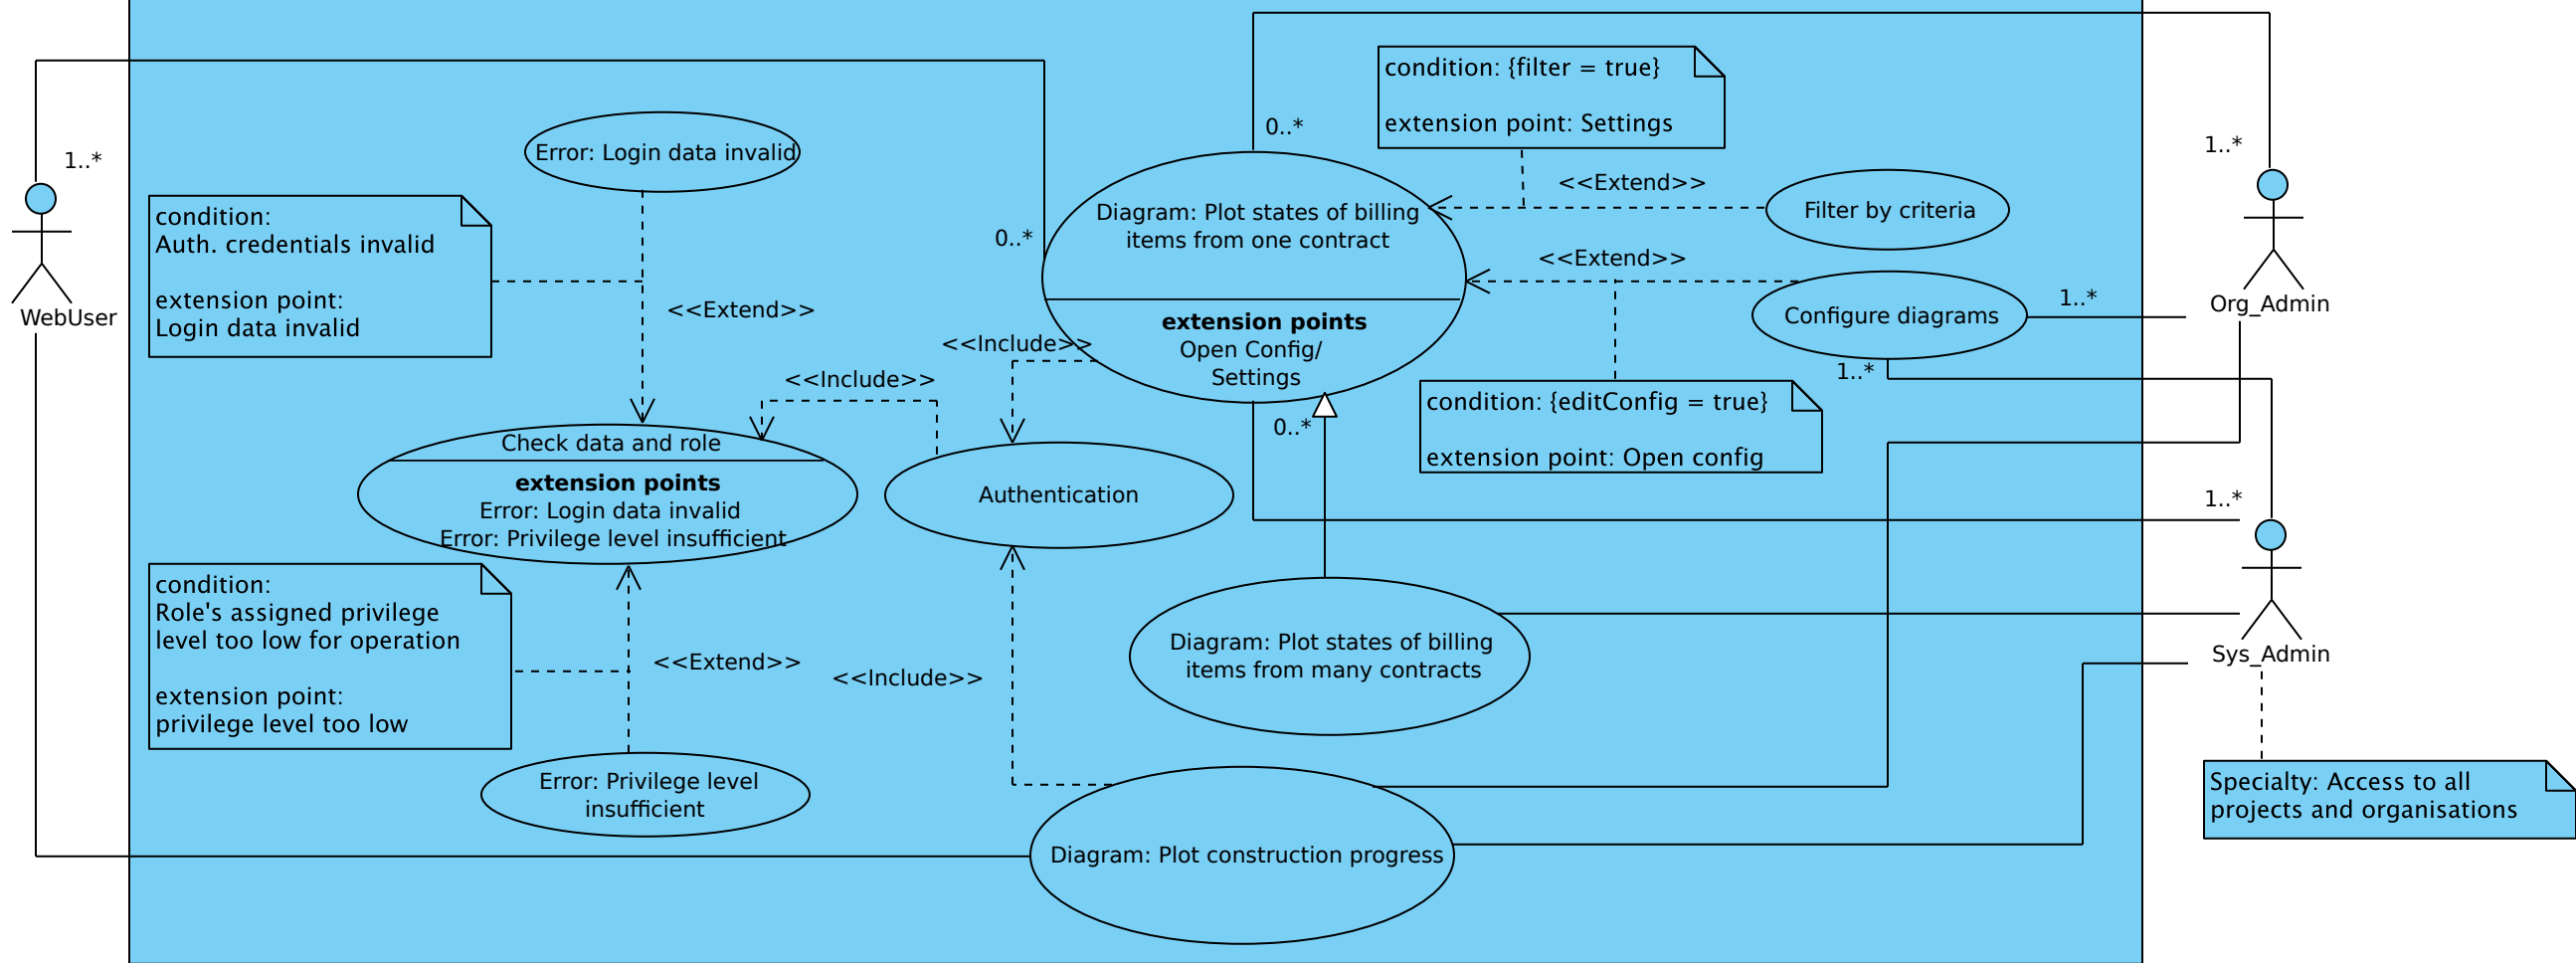 1..*
WebUser
Error: Login data invalid
condition:
Auth. credentials invalid
extension point:
Login data invalid
<<Extend>>
0..*
0..*
Diagram: Plot states of billing
items from one contract
extension points
Open Config/
Settings
condition: {filter = true}
extension point: Settings
<<Extend>>
Filter by criteria
<<Extend>>
Configure diagrams
1..*
1..*
1..*
Org_Admin
<<Include>>
<<Include>>
0..*
condition: {editConfig = true}
extension point: Open config
Check data and role
extension points
Error: Login data invalid
Error: Privilege level insufficient
Authentication
1..*
Sys_Admin
condition:
Role's assigned privilege
level too low for operation
extension point:
privilege level too low
<<Extend>>
<<Include>>
Diagram: Plot states of billing
items from many contracts
Error: Privilege level
insufficient
Diagram: Plot construction progress
Specialty: Access to all
projects and organisations